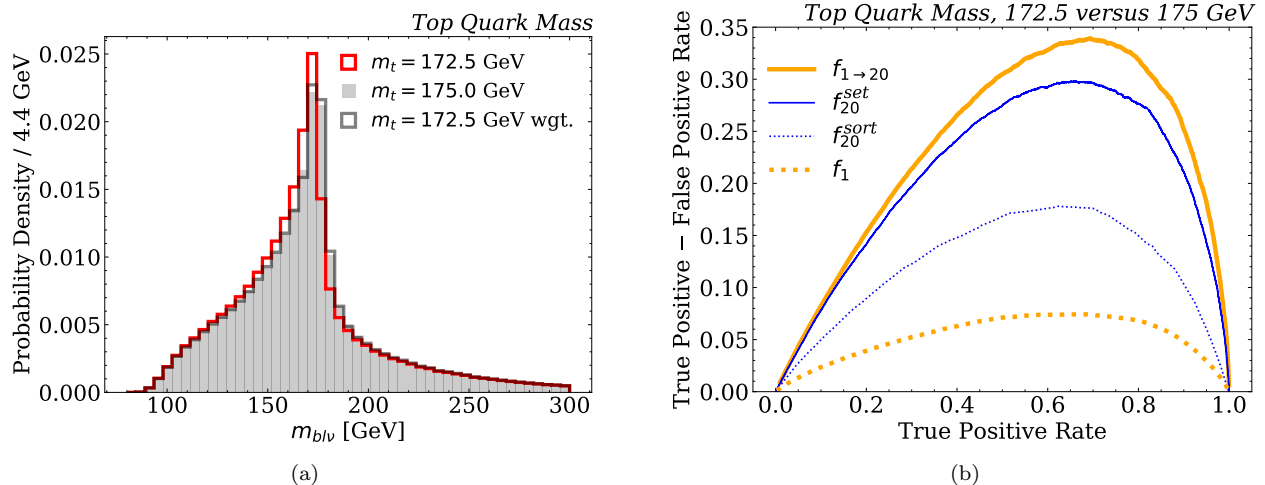 Top Quark Mass
Probability Density / 4.4 GeV
0.025
0.020
0.015
0.010
0.005
0.000
m_t = 172.5 GeV
m_t = 175.0 GeV
m_t = 172.5 GeV wgt.
100
150
200
250
300
m_{blν} [GeV]
(a)
Top Quark Mass, 172.5 versus 175 GeV
True Positive − False Positive Rate
0.35
0.30
0.25
0.20
0.15
0.10
0.05
0.00
f_{1→20}
f_{20}^{set}
f_{20}^{sort}
f_1
0.0
0.2
0.4
0.6
0.8
1.0
True Positive Rate
(b)